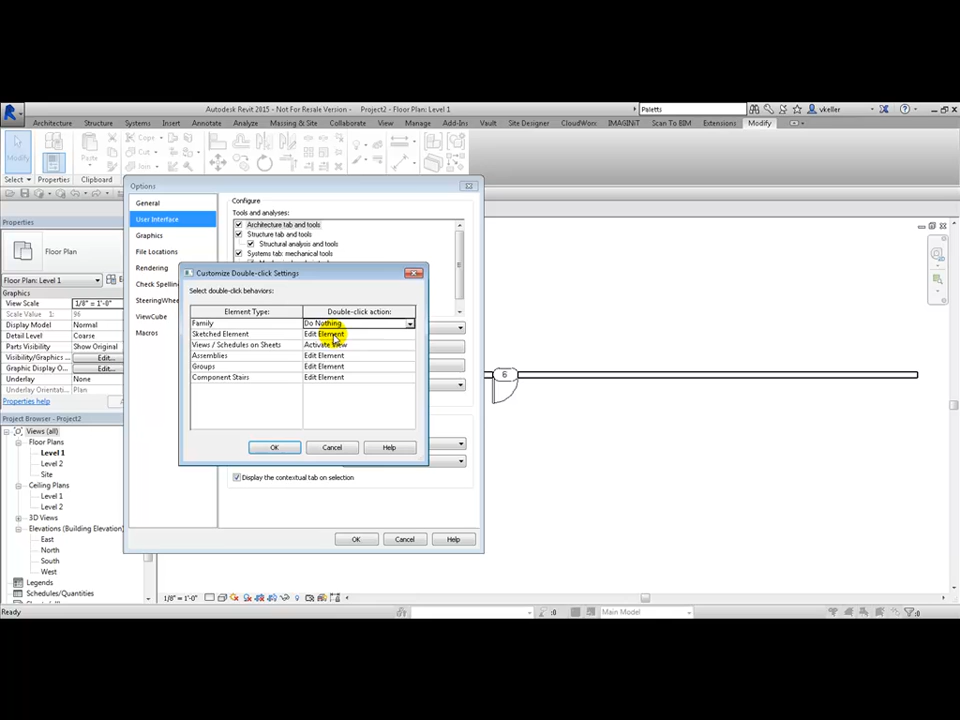 Autodesk Revit 2015 - Not For Resale Version - Project2 - Floor Plan: Level 1
Paletts
vkeller
Architecture Structure Systems Insert Annotate Analyze Massing & Site Collaborate View Manage Add-Ins Vault Site Designer CloudWorx IMAGINiT Scan To BIM Extensions Modify
Modify
Paste
Cope
Cut
Join
Select Properties Clipboard
Properties
Floor Plan
Floor Plan: Level 1
Graphics
View Scale 1/8" = 1'-0"
Scale Value 1: 96
Display Model Normal
Detail Level Coarse
Parts Visibility Show Original
Visibility/Graphic Edit...
Graphic Display O Edit...
Underlay None
Underlay Orientati
Properties help
Project Browser - Project2
Views (all)
Floor Plans
Level 1
Level 2
Site
Ceiling Plans
Level 1
Level 2
3D Views
Elevations (Building Elevation)
East
North
South
West
Legends
Schedules/Quantities
Options
General
User Interface
Graphics
File Locations
Rendering
Check Spelling
SteeringWhe
ViewCube
Macros
Configure
Tools and analyses:
Architecture tab and tools
Structure tab and tools
Structural analysis and tools
Systems tab: mechanical tools
Customize Double-click Settings
Select double-click behaviors:
Element Type: Double-click action:
Family Do Nothing
Sketched Element Edit Element
Views / Schedules on Sheets Activate View
Assemblies Edit Element
Groups Edit Element
Component Stairs Edit Element
OK Cancel Help
Display the contextual tab on selection
OK Cancel Help
6
1/8" = 1'-0"
Ready
:0
Main Model
:0